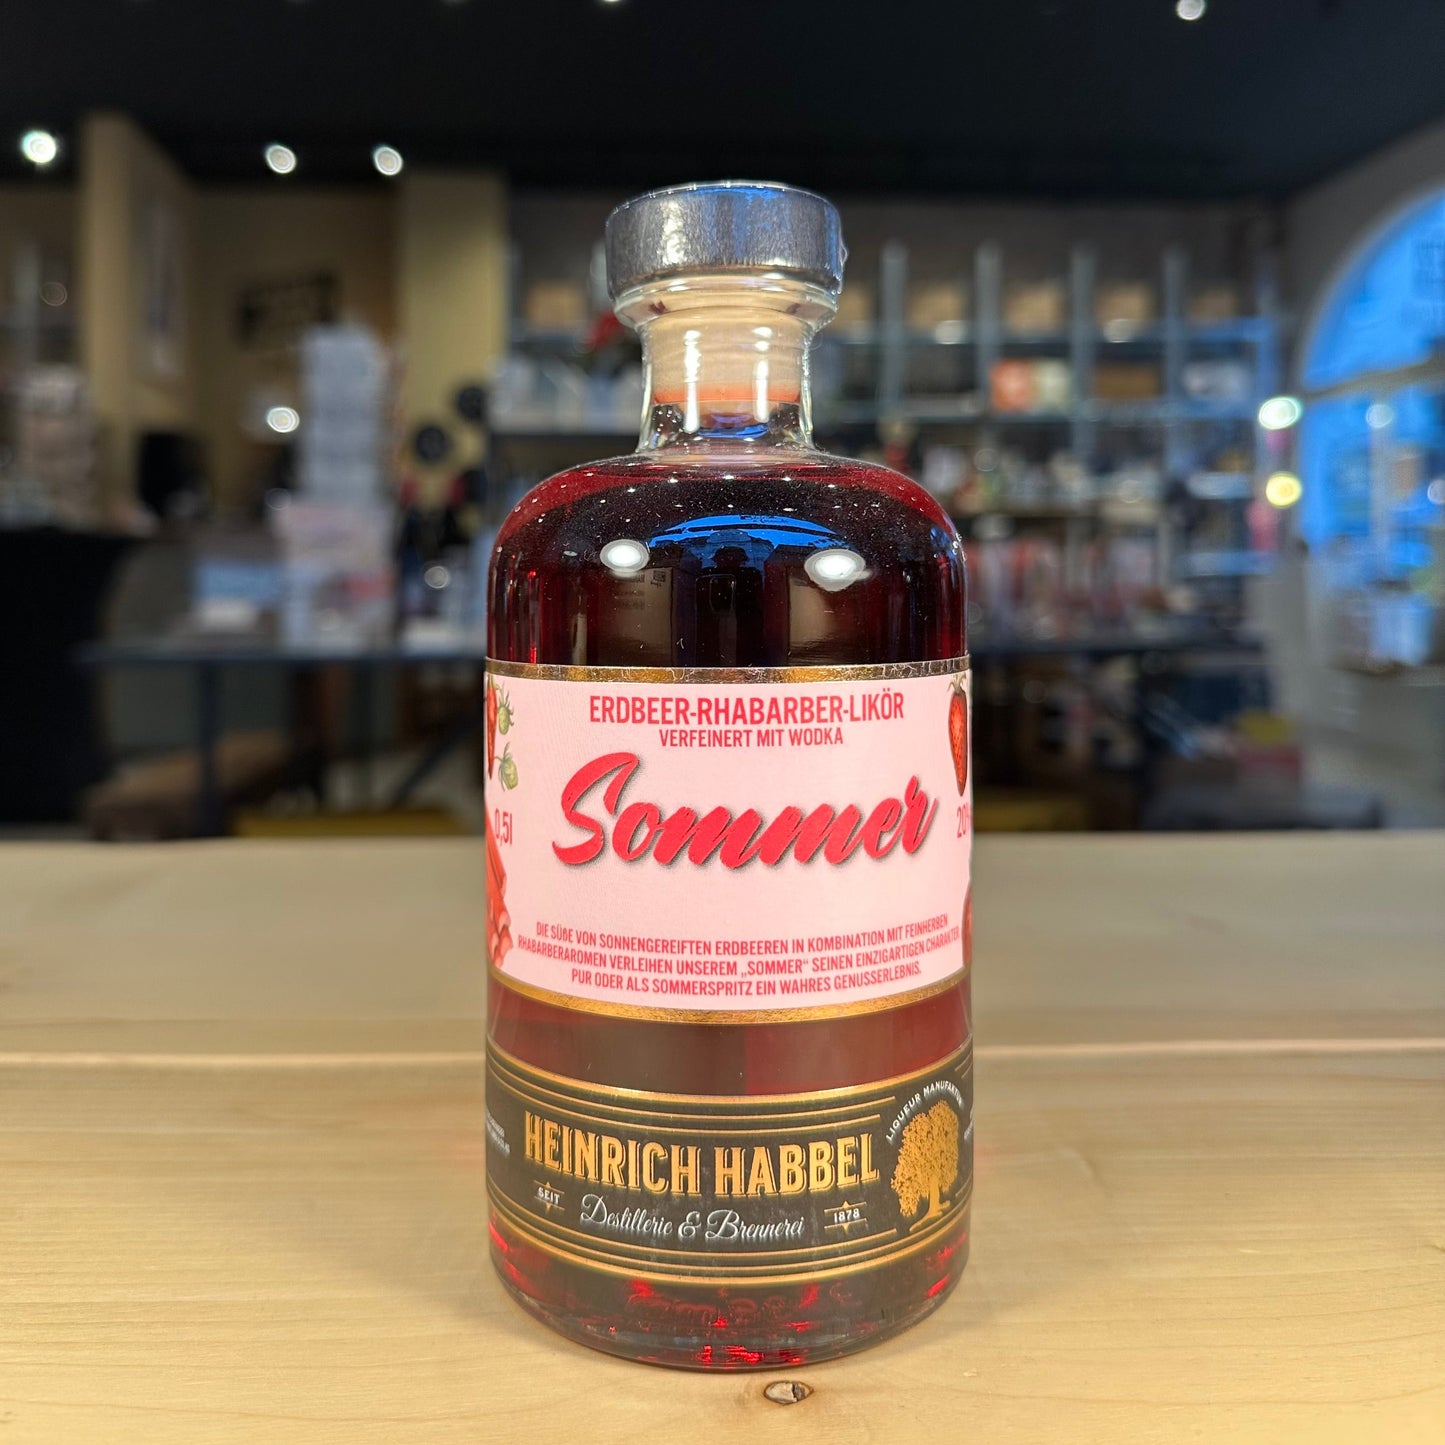 ERDBEER-RHABARBER-LIKÖR
VERFEINERT MIT WODKA
Sommer
0,5l
20%
DIE SÜßE VON SONNENGEREIFTEN ERDBEEREN IN KOMBINATION MIT FEINHERBEN
RHABARBERAROMEN VERLEIHEN UNSEREM „SOMMER“ SEINEN EINZIGARTIGEN CHARAKTER.
PUR ODER ALS SOMMERSPRITZ EIN WAHRES GENUSSERLEBNIS.
LIQUEUR MANUFAKTUR
HEINRICH HABBEL
SEIT
Destillerie & Brennerei
1878